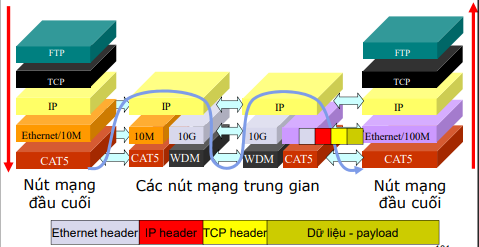 FTP
TCP
IP
Ethernet/10M
CAT5
IP
10M
10G
CAT5
WDM
IP
10G
WDM
CAT5
FTP
TCP
IP
Ethernet/100M
CAT5
Nút mạng
đầu cuối
Các nút mạng trung gian
Nút mạng
đầu cuối
Ethernet header
IP header
TCP header
Dữ liệu - payload